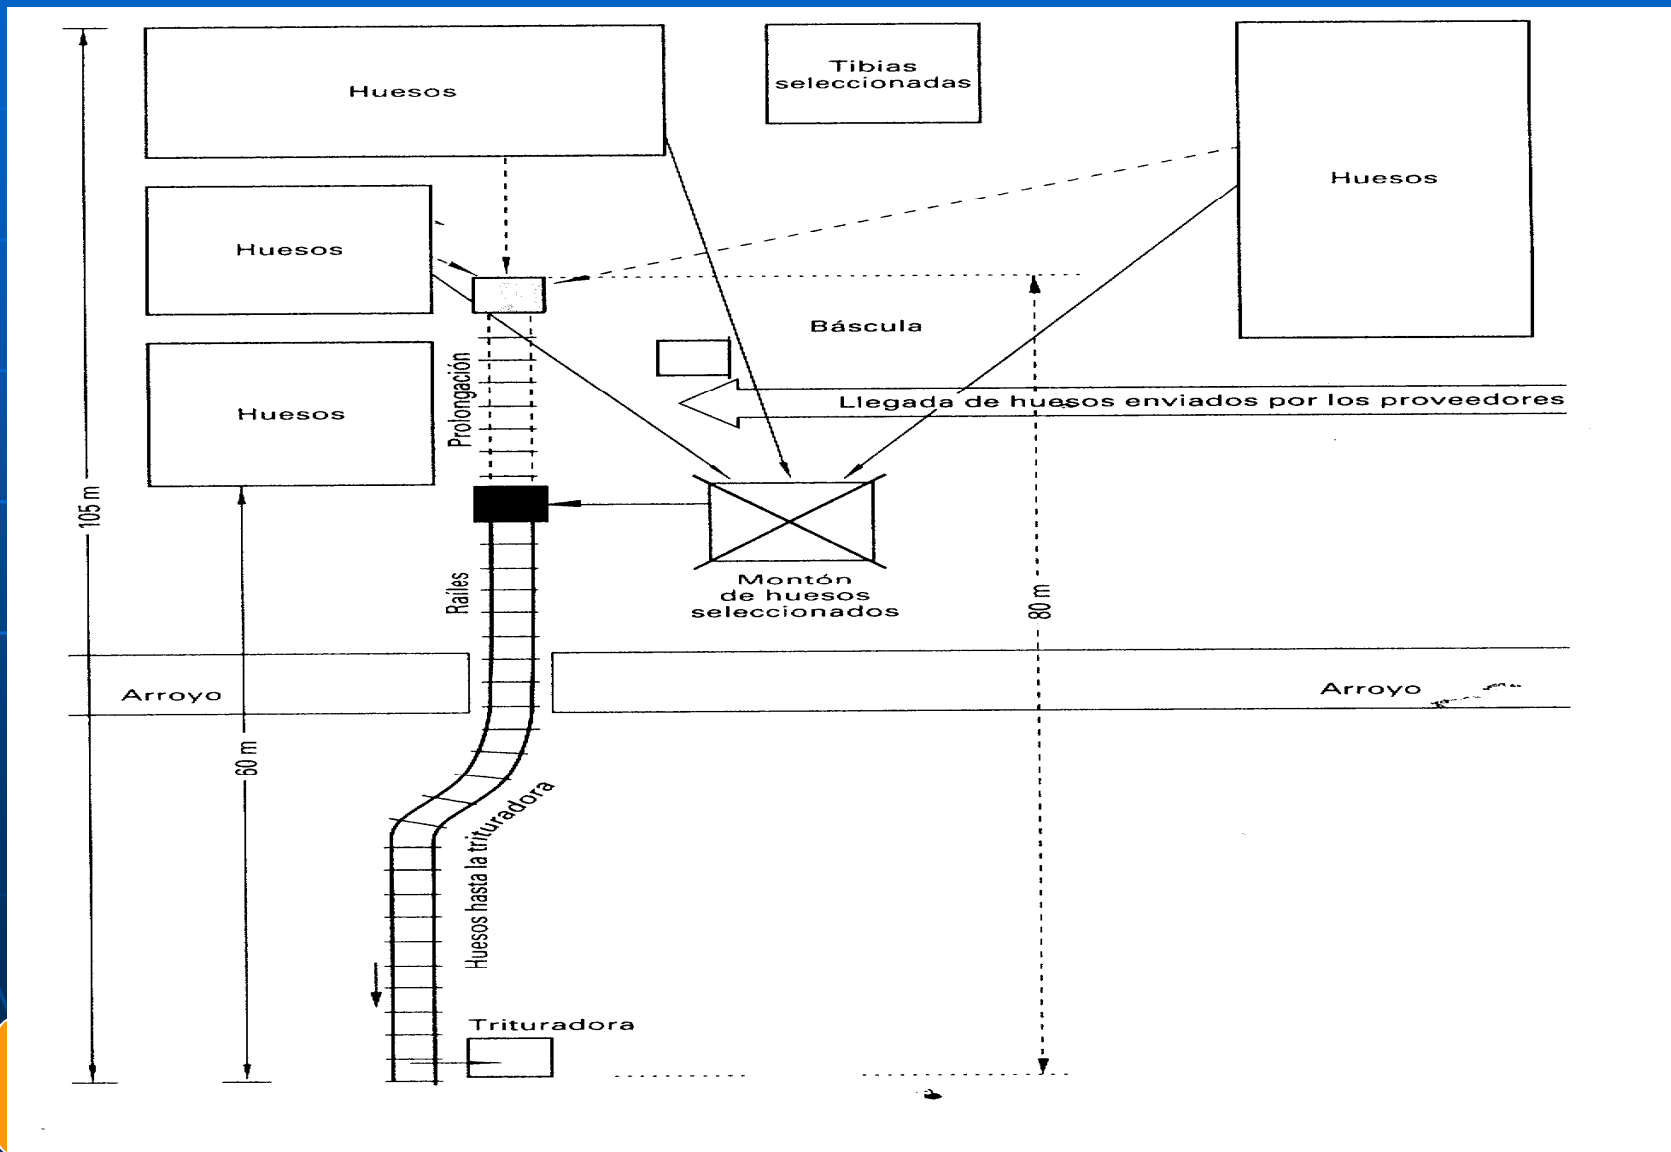 Huesos
Tibias
seleccionadas
Huesos
Huesos
Báscula
Prolongación
Llegada de huesos enviados por los proveedores
Huesos
105 m
Raíles
Montón
de huesos
seleccionados
80 m
Arroyo
Arroyo
60 m
Huesos hasta la trituradora
Trituradora